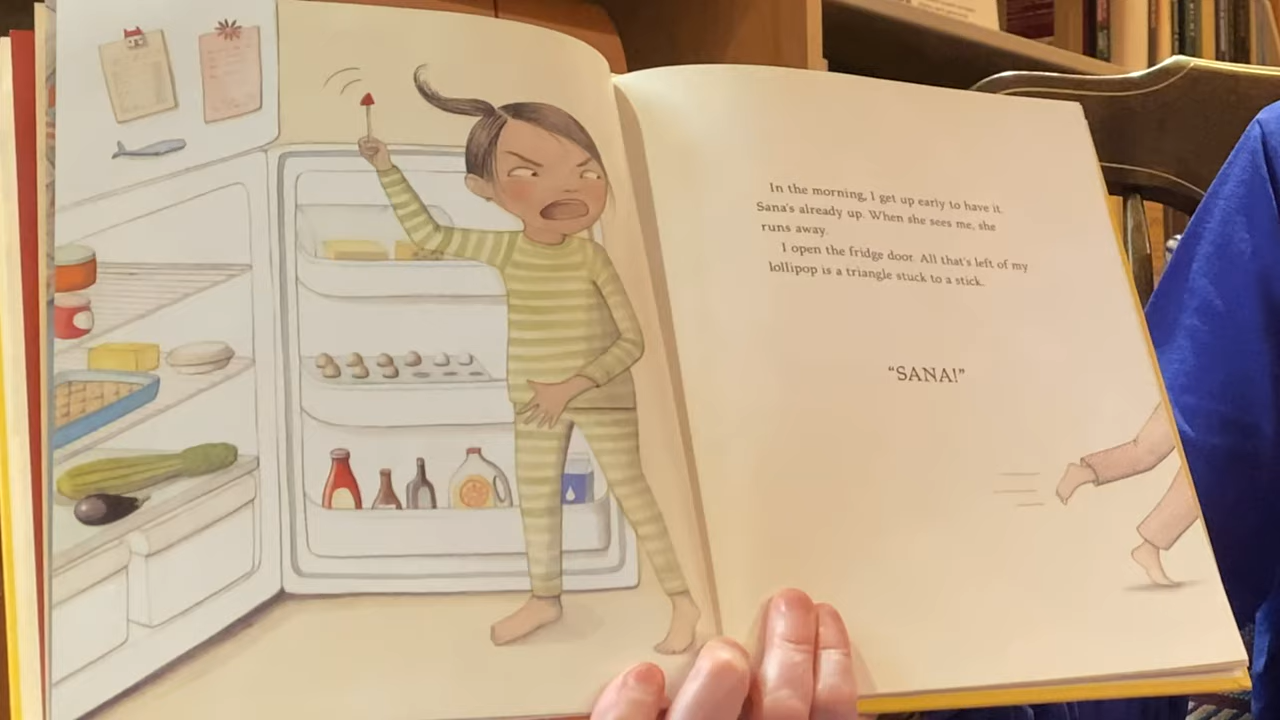 In the morning, I get up early to have it.
Sana's already up. When she sees me, she
runs away.
I open the fridge door. All that's left of my
lollipop is a triangle stuck to a stick.
"SANA!"